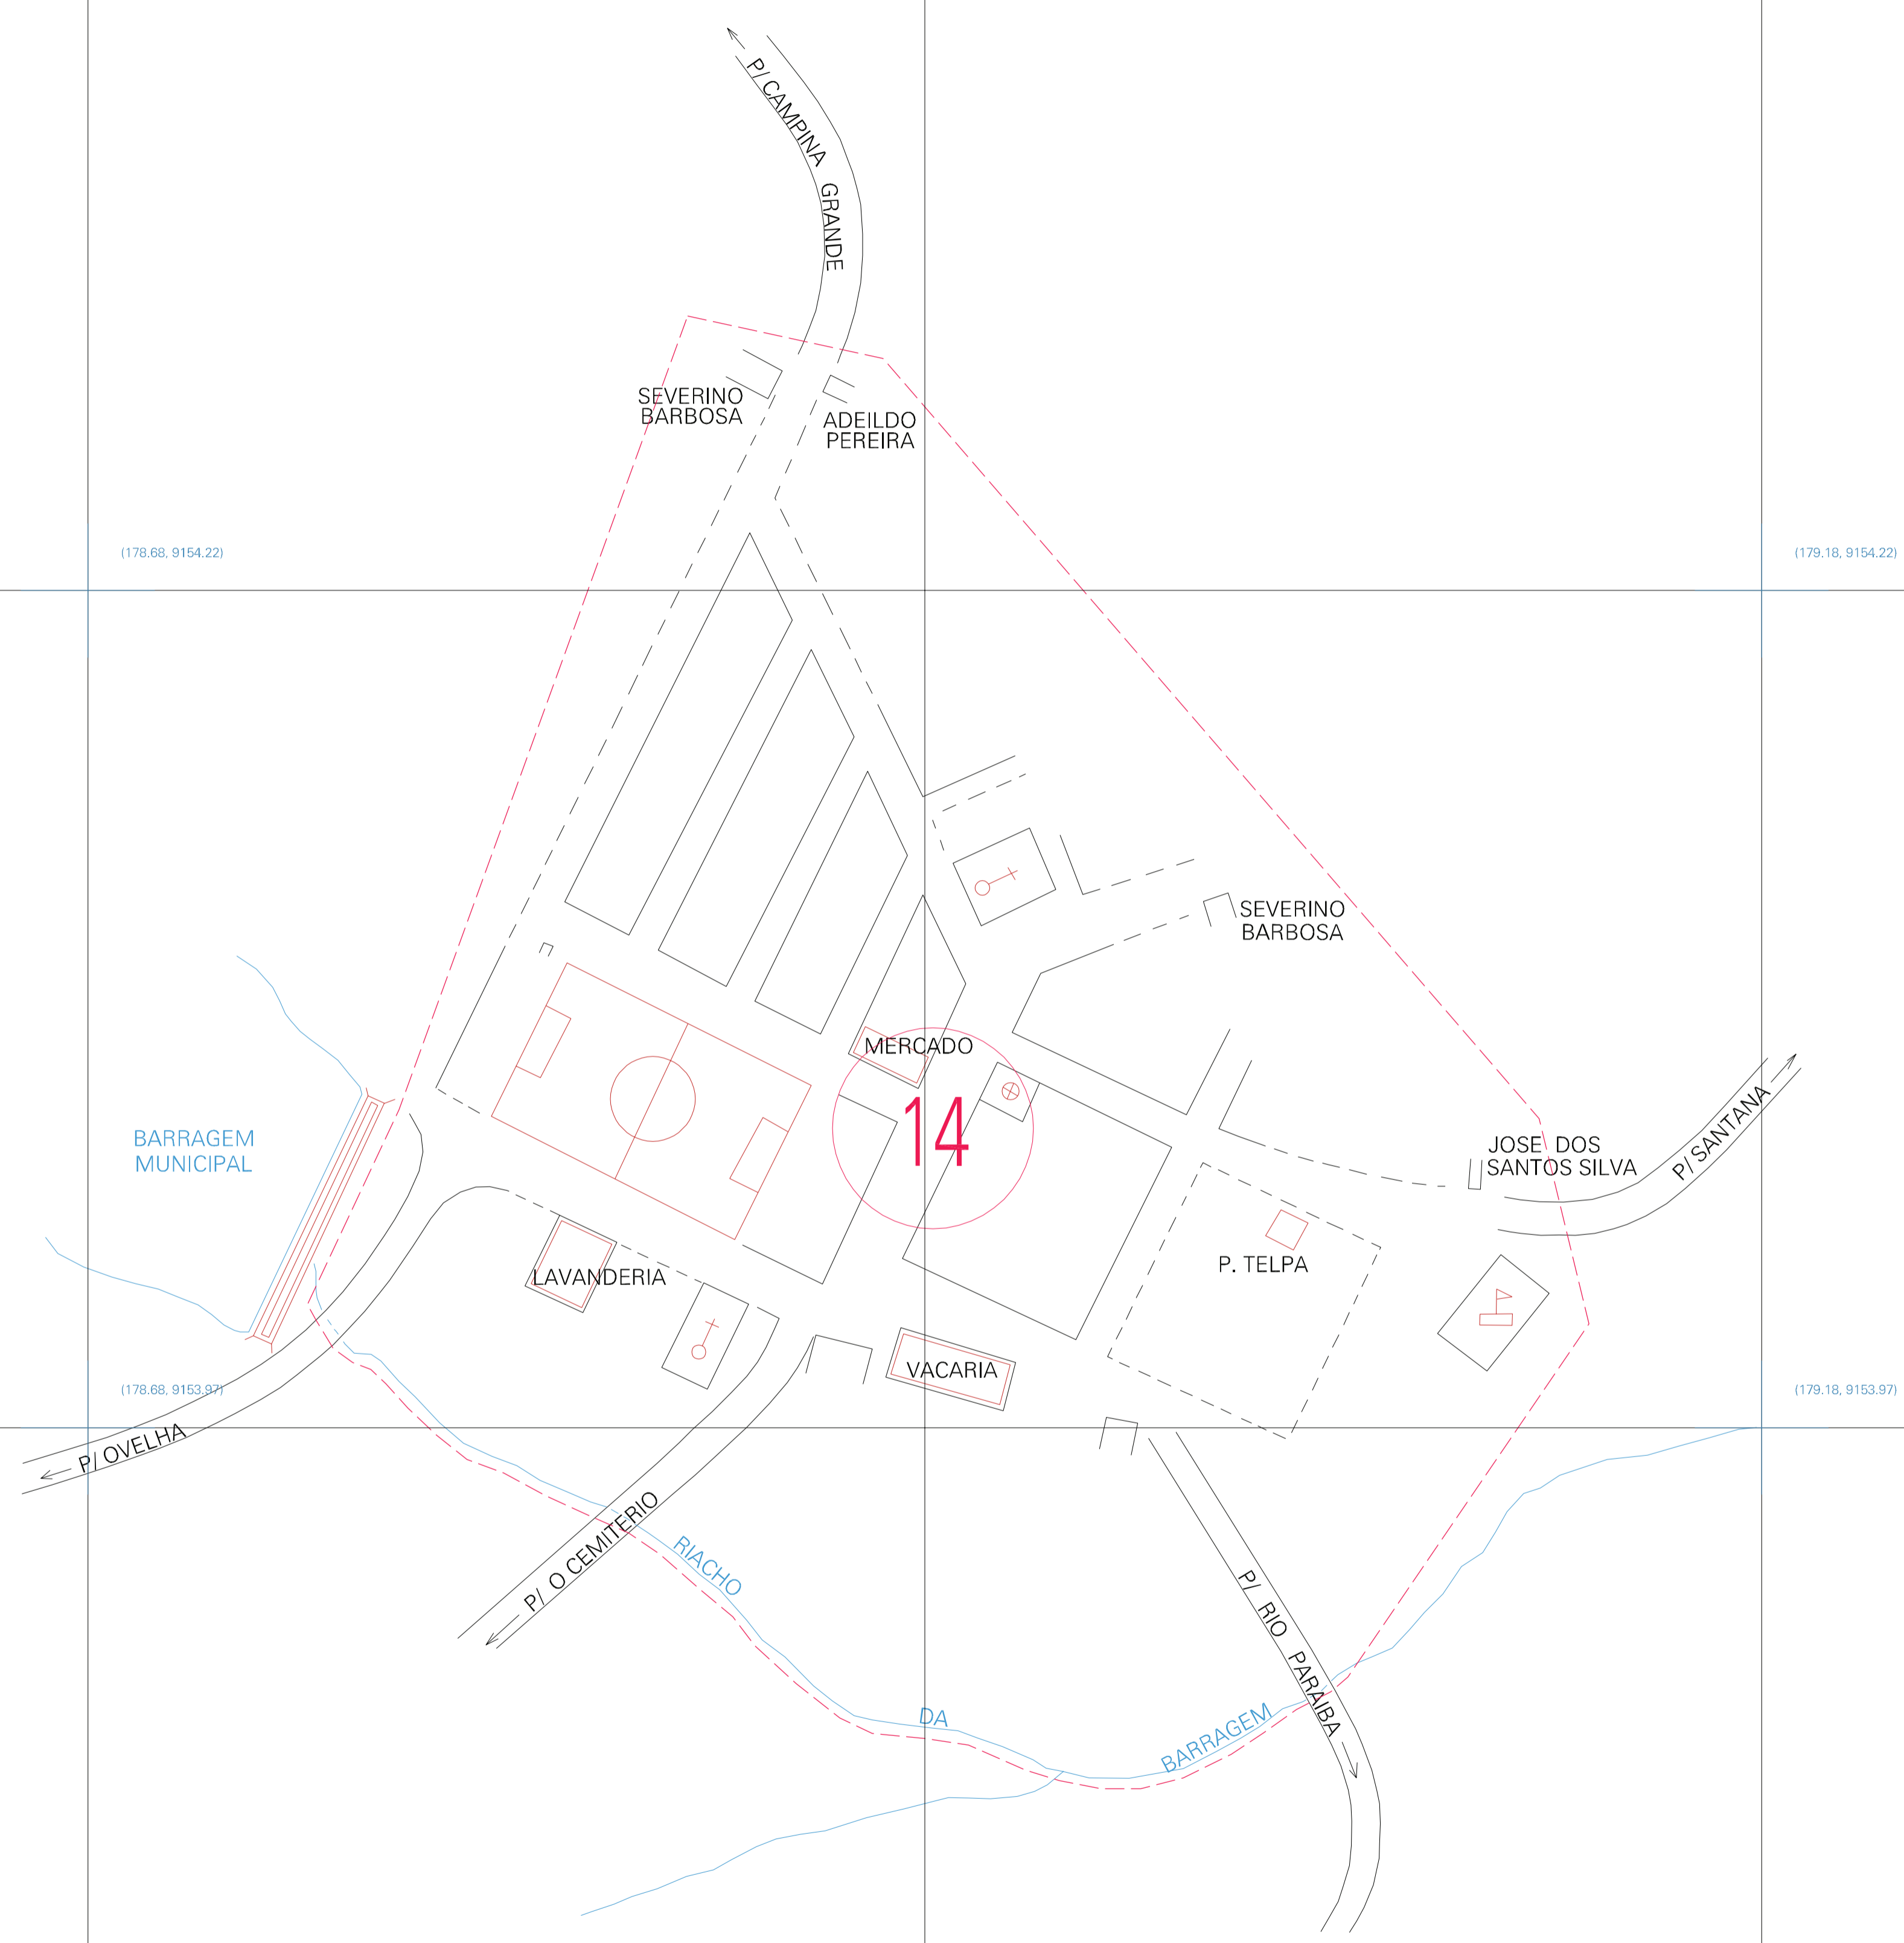 P/ CAMPINA GRANDE
SEVERINO
BARBOSA
ADEILDO
PEREIRA
(178.68, 9154.22)
(179.18, 9154.22)
SEVERINO
BARBOSA
MERCADO
14
BARRAGEM
MUNICIPAL
JOSE DOS
SANTOS SILVA
P/ SANTANA
P. TELPA
LAVANDERIA
VACARIA
(178.68, 9153.97)
(179.18, 9153.97)
P/ OVELHA
P/ O CEMITERIO
RIACHO DA BARRAGEM
P/ RIO PARAIBA